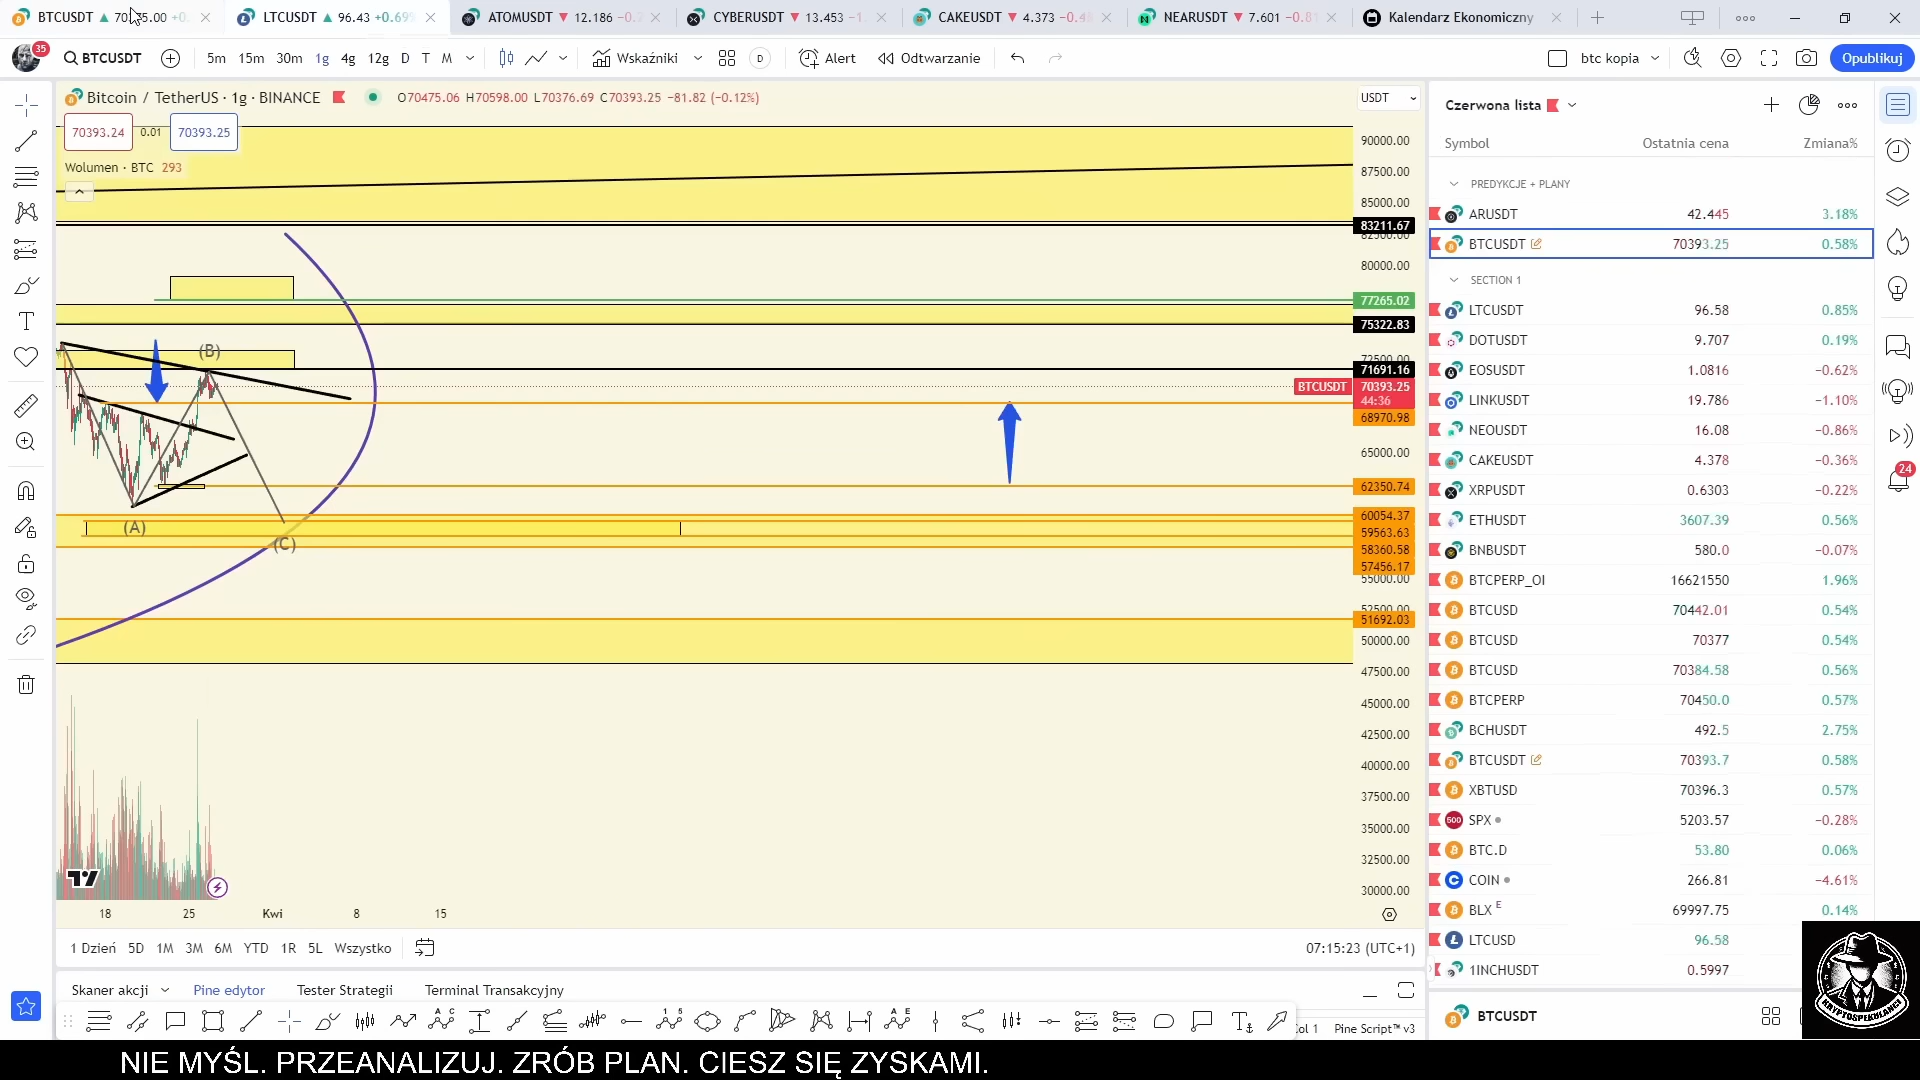 BTCUSDT ▲ LTCUSDT ▲ 96.43 +0.69% ATOMUSDT ▼ 12.186 CYBERUSDT ▼ 13.453 CAKEUSDT ▼ 4.373 NEARUSDT ▼ 7.601 Kalendarz Ekonomiczny
35 BTCUSDT 5m 15m 30m 1g 4g 12g D T M Wskaźniki D Alert Odtwarzanie btc kopia Opublikuj
Bitcoin / TetherUS · 1g · BINANCE O70475.06 H70598.00 L70376.69 C70393.25 −81.82 (−0.12%) USDT
70393.24 0.01 70393.25
Wolumen · BTC 293
90000.00
87500.00
85000.00
83211.67
80000.00
77265.02
75322.83
72500.00
71691.16
BTCUSDT 70393.25
44:36
68970.98
65000.00
62350.74
60054.37
59563.63
58360.58
57456.17
55000.00
52500.00
51692.03
50000.00
47500.00
45000.00
42500.00
40000.00
37500.00
35000.00
32500.00
30000.00
(B)
(A)
(C)
18 25 Kwi 8 15
1 Dzień 5D 1M 3M 6M YTD 1R 5L Wszystko 07:15:23 (UTC+1)
Skaner akcji Pine edytor Tester Strategii Terminal Transakcyjny
Col 1 Pine Script™ v3
Czerwona lista
Symbol Ostatnia cena Zmiana%
PREDYKCJE + PLANY
ARUSDT 42.445 3.18%
BTCUSDT 70393.25 0.58%
SECTION 1
LTCUSDT 96.58 0.85%
DOTUSDT 9.707 0.19%
EOSUSDT 1.0816 −0.62%
LINKUSDT 19.786 −1.10%
NEOUSDT 16.08 −0.86%
CAKEUSDT 4.378 −0.36%
XRPUSDT 0.6303 −0.22%
ETHUSDT 3607.39 0.56%
BNBUSDT 580.0 −0.07%
BTCPERP_OI 16621550 1.96%
BTCUSD 70442.01 0.54%
BTCUSD 70377 0.54%
BTCUSD 70384.58 0.56%
BTCPERP 70450.0 0.57%
BCHUSDT 492.5 2.75%
BTCUSDT 70393.7 0.58%
XBTUSD 70396.3 0.57%
500 SPX 5203.57 −0.28%
BTC.D 53.80 0.06%
COIN 266.81 −4.61%
BLX E 69997.75 0.14%
LTCUSD 96.58
1INCHUSDT 0.5997
BTCUSDT
24
KRYPTOSPEKULANCI
NIE MYŚL. PRZEANALIZUJ. ZRÓB PLAN. CIESZ SIĘ ZYSKAMI.